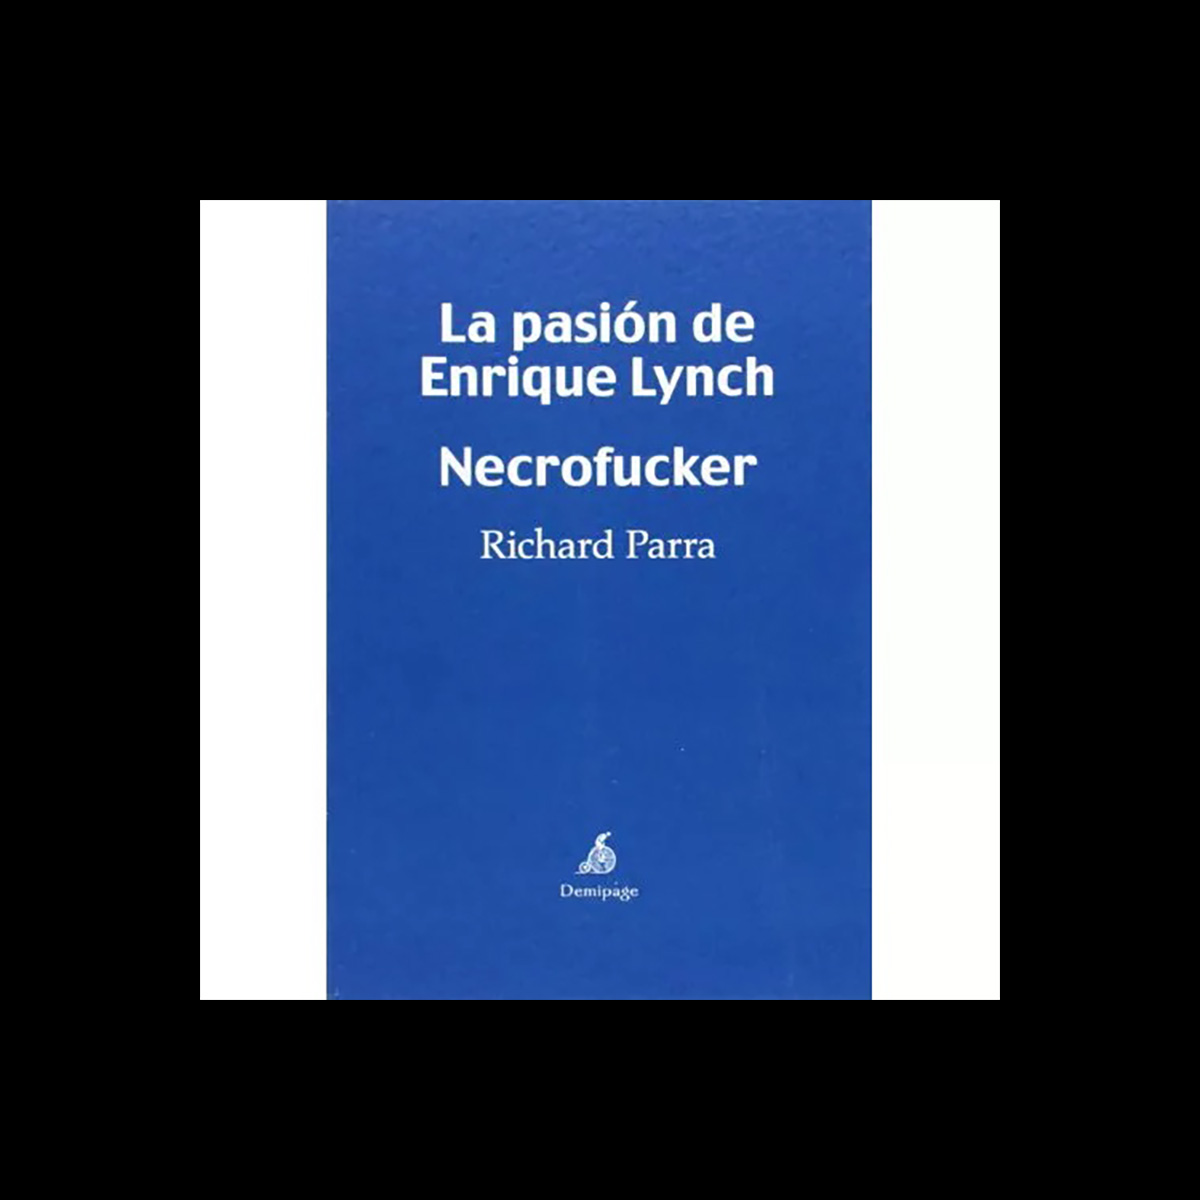 La pasión de
Enrique Lynch
Necrofucker
Richard Parra
Demipage